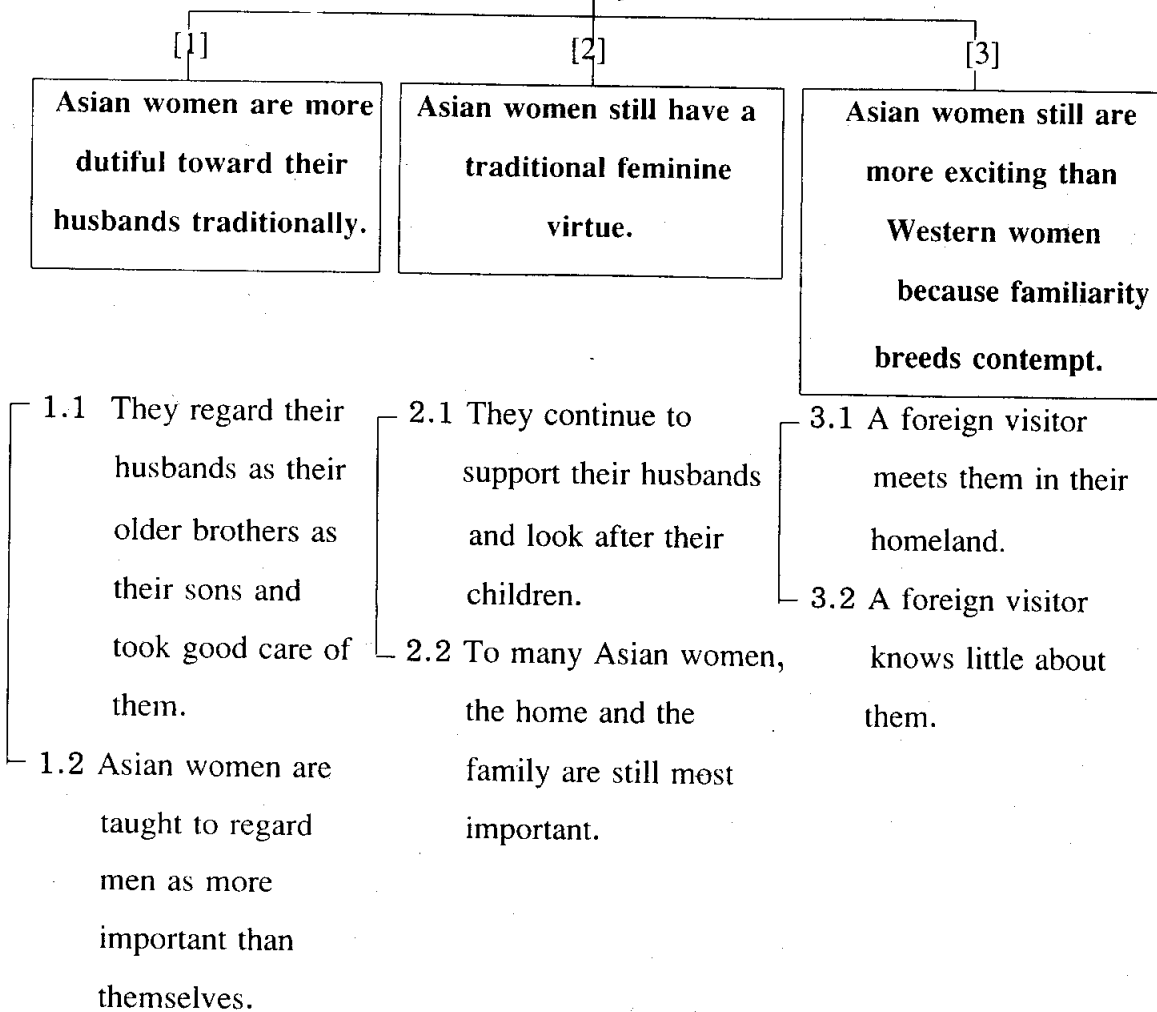 [1]
Asian women are more
dutiful toward their
husbands traditionally.
[2]
Asian women still have a
traditional feminine
virtue.
[3]
Asian women still are
more exciting than
Western women
because familiarity
breeds contempt.
1.1 They regard their
husbands as their
older brothers as
their sons and
took good care of
them.
1.2 Asian women are
taught to regard
men as more
important than
themselves.
2.1 They continue to
support their husbands
and look after their
children.
2.2 To many Asian women,
the home and the
family are still most
important.
3.1 A foreign visitor
meets them in their
homeland.
3.2 A foreign visitor
knows little about
them.